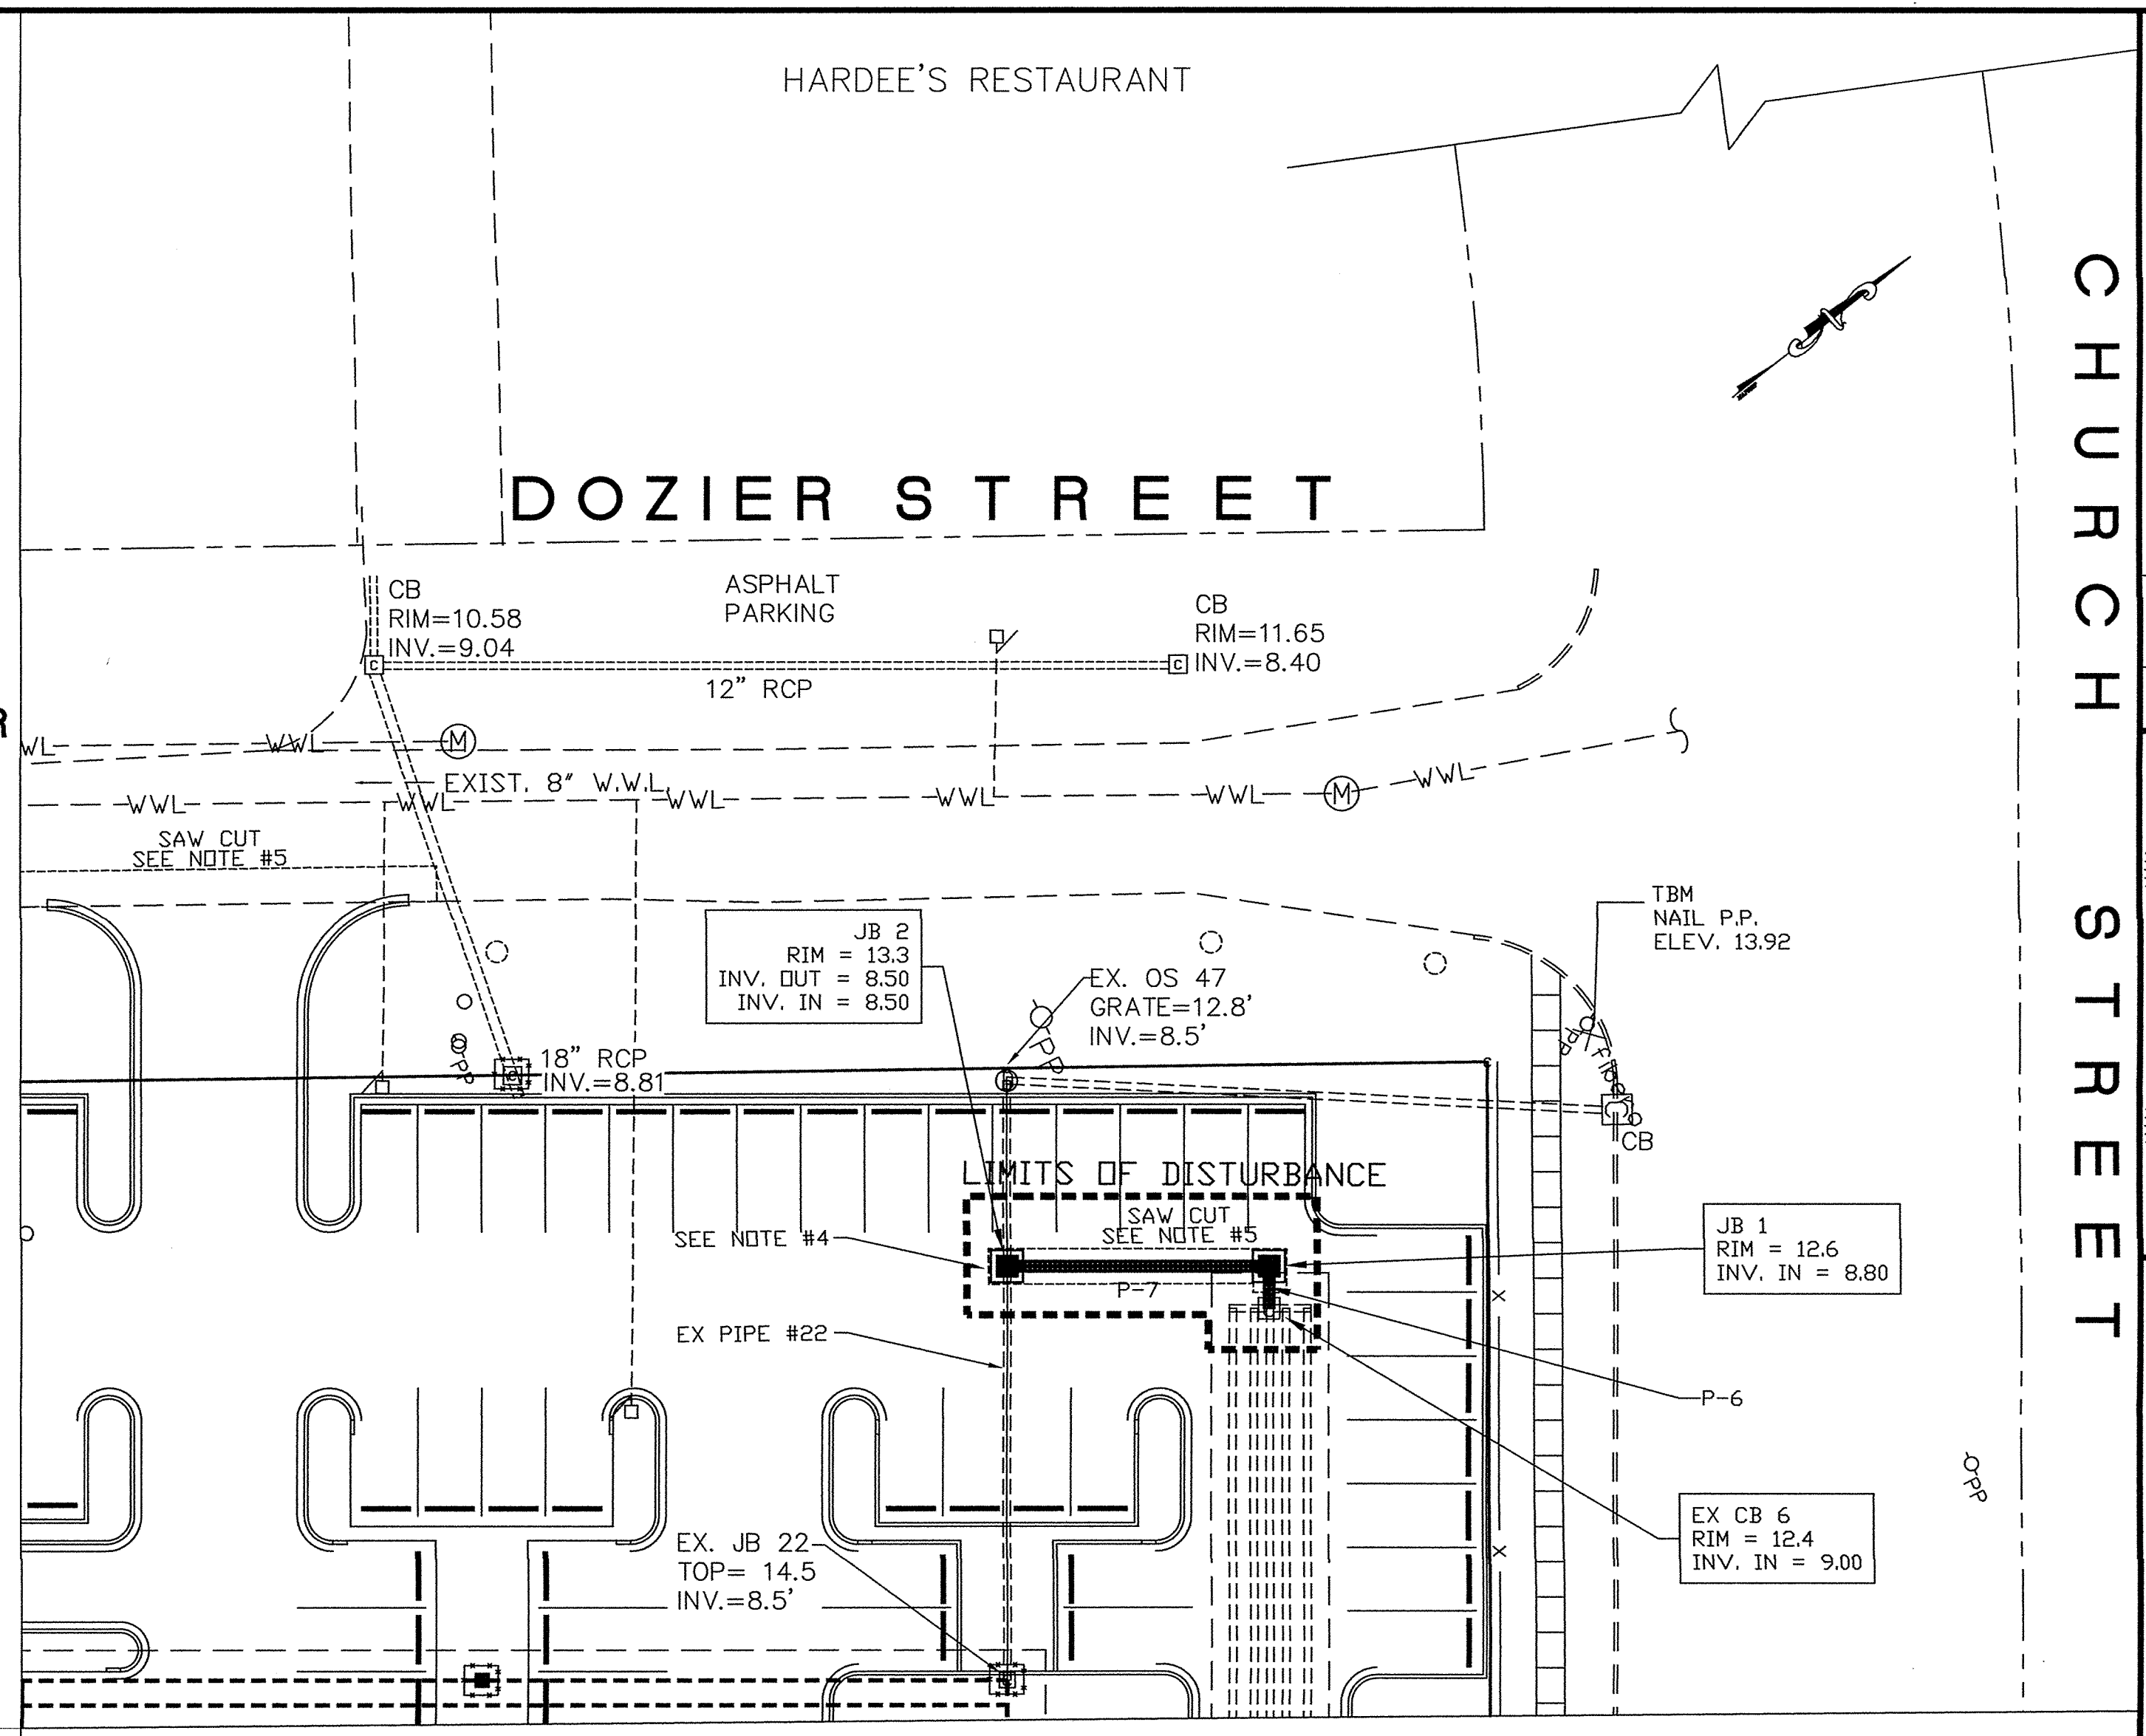 HARDEE'S RESTAURANT
CHURCH STREET
DOZIER STREET
CB
RIM=10.58
INV.=9.04
C
ASPHALT
PARKING
12" RCP
CB
RIM=11.65
INV.=8.40
C
R
WL
WWL
M
EXIST. 8" W.W.L.
WWL
WWL
WWL
WWL
WWL
M
WWL
SAW CUT
SEE NOTE #5
TBM
NAIL P.P.
ELEV. 13.92
JB 2
RIM = 13.3
INV. OUT = 8.50
INV. IN = 8.50
EX. OS 47
GRATE=12.8'
INV.=8.5'
PP
PP
PP
18" RCP
INV.=8.81
CB
LIMITS OF DISTURBANCE
SAW CUT
SEE NOTE #5
SEE NOTE #4
P-7
JB 1
RIM = 12.6
INV. IN = 8.80
X
EX PIPE #22
P-6
PP
EX CB 6
RIM = 12.4
INV. IN = 9.00
X
EX. JB 22
TOP= 14.5
INV.=8.5'